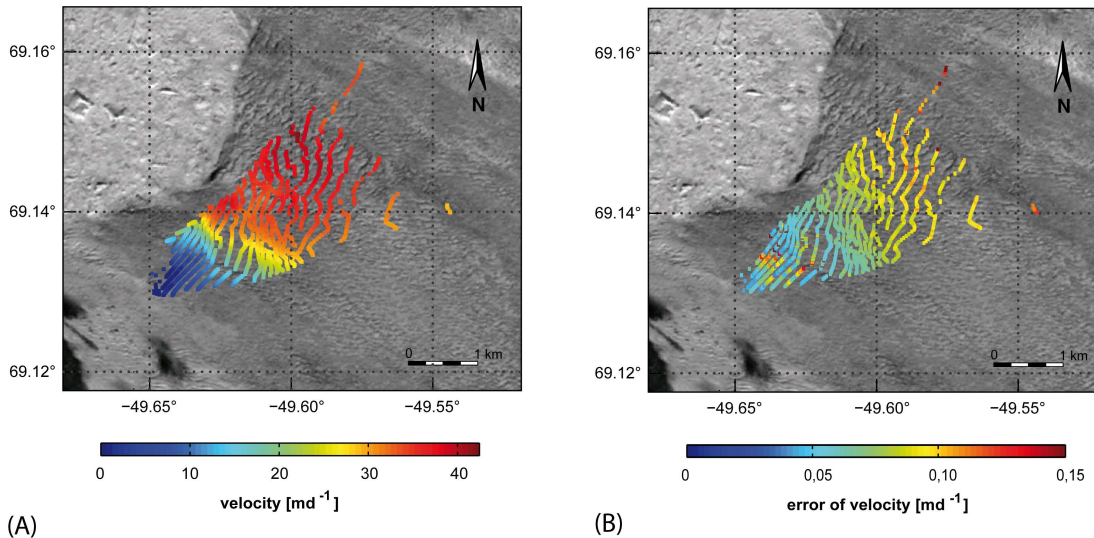 69.16°
69.14°
69.12°
N
0 1 km
−49.65° −49.60° −49.55°
0 10 20 30 40
velocity [md -1]
(A)
69.16°
69.14°
69.12°
N
0 1 km
−49.65° −49.60° −49.55°
0 0,05 0,10 0,15
error of velocity [md -1]
(B)